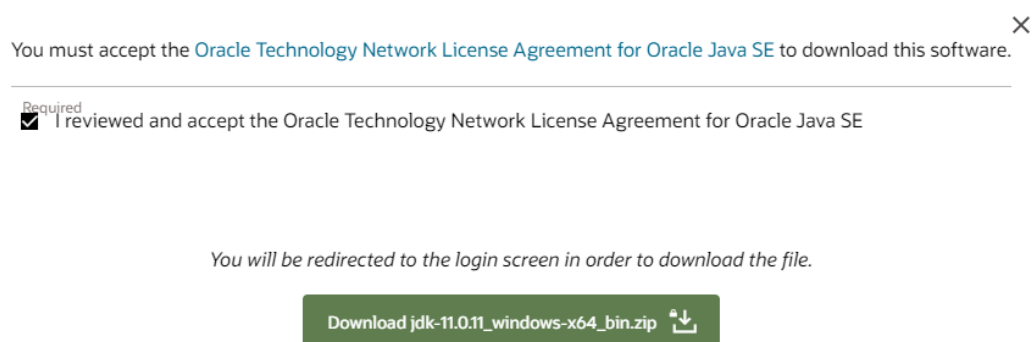 You must accept the Oracle Technology Network License Agreement for Oracle Java SE to download this software.
Required
I reviewed and accept the Oracle Technology Network License Agreement for Oracle Java SE
You will be redirected to the login screen in order to download the file.
Download jdk-11.0.11_windows-x64_bin.zip